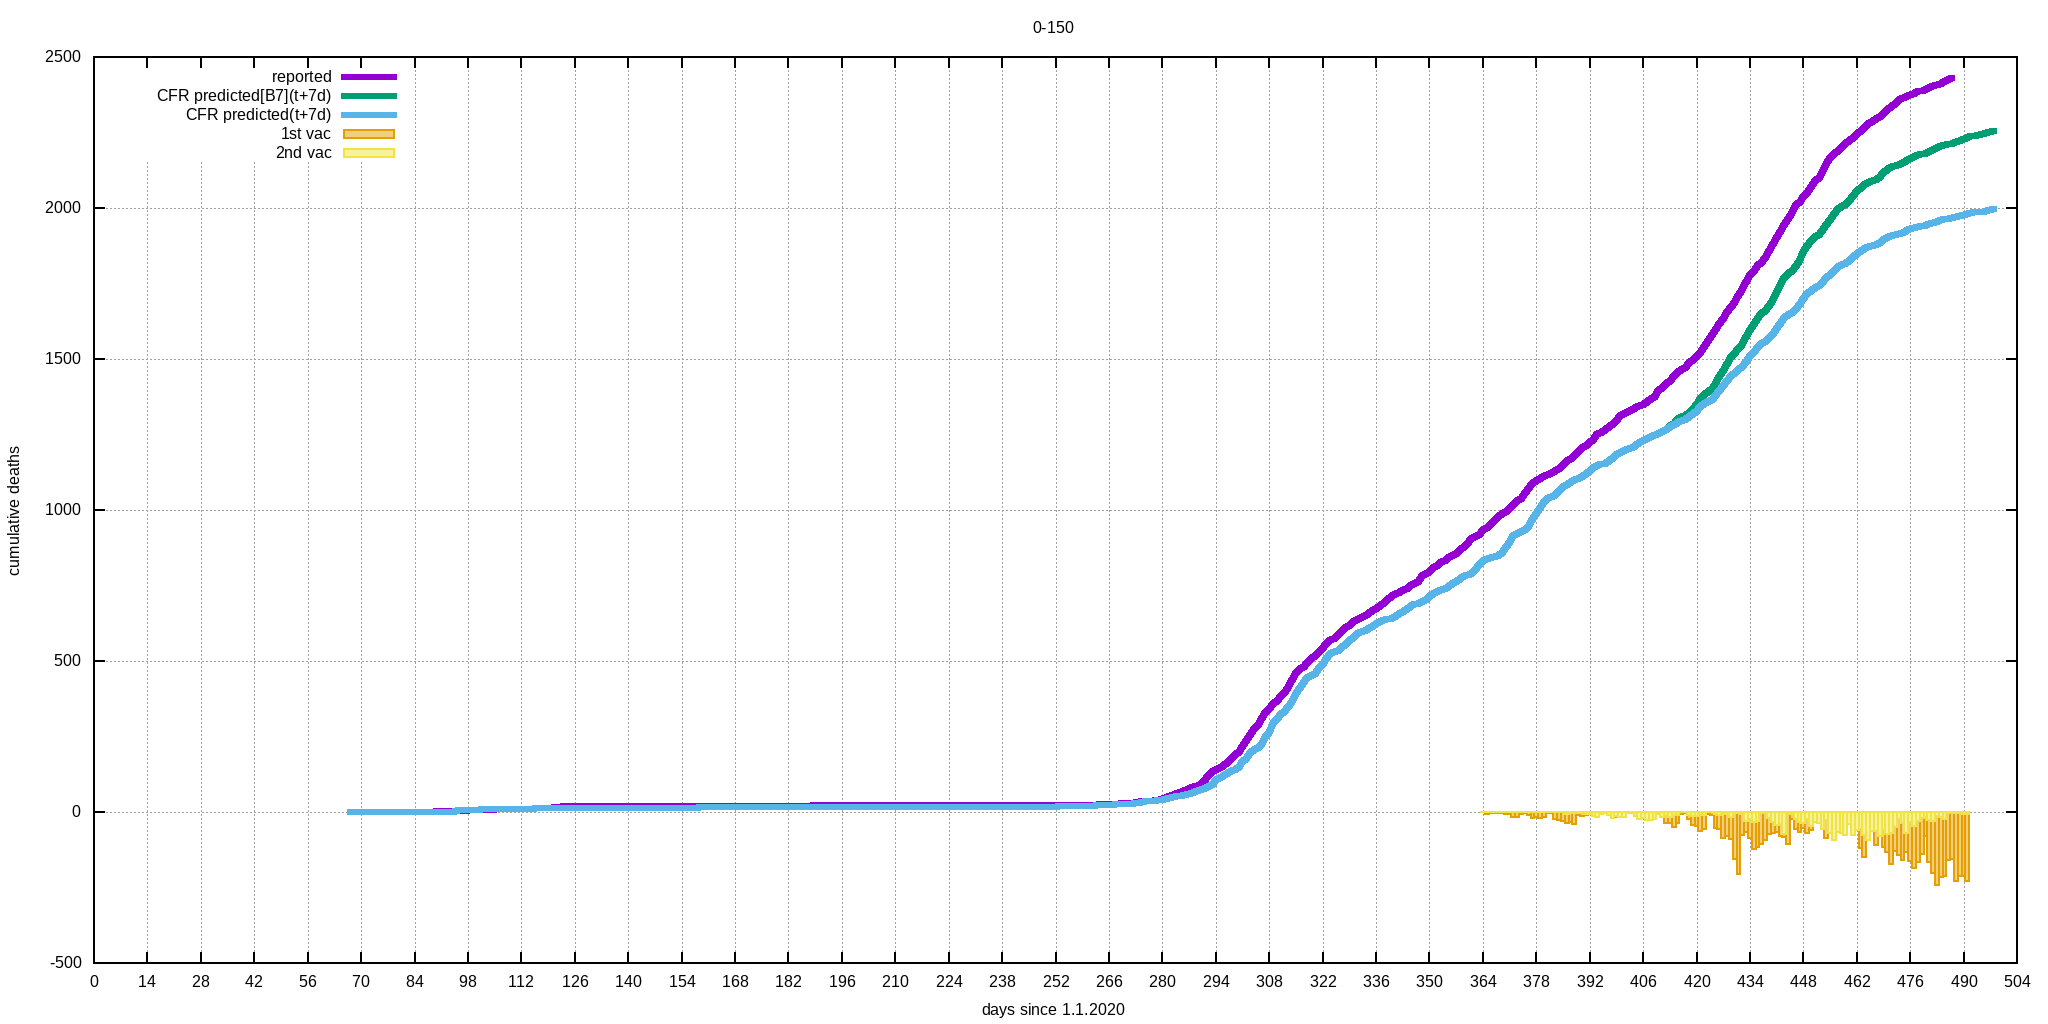 0-150
2500
2000
1500
1000
500
0
-500
cumulative deaths
reported
CFR predicted[B7](t+7d)
CFR predicted(t+7d)
1st vac
2nd vac
0 14 28 42 56 70 84 98 112 126 140 154 168 182 196 210 224 238 252 266 280 294 308 322 336 350 364 378 392 406 420 434 448 462 476 490 504
days since 1.1.2020